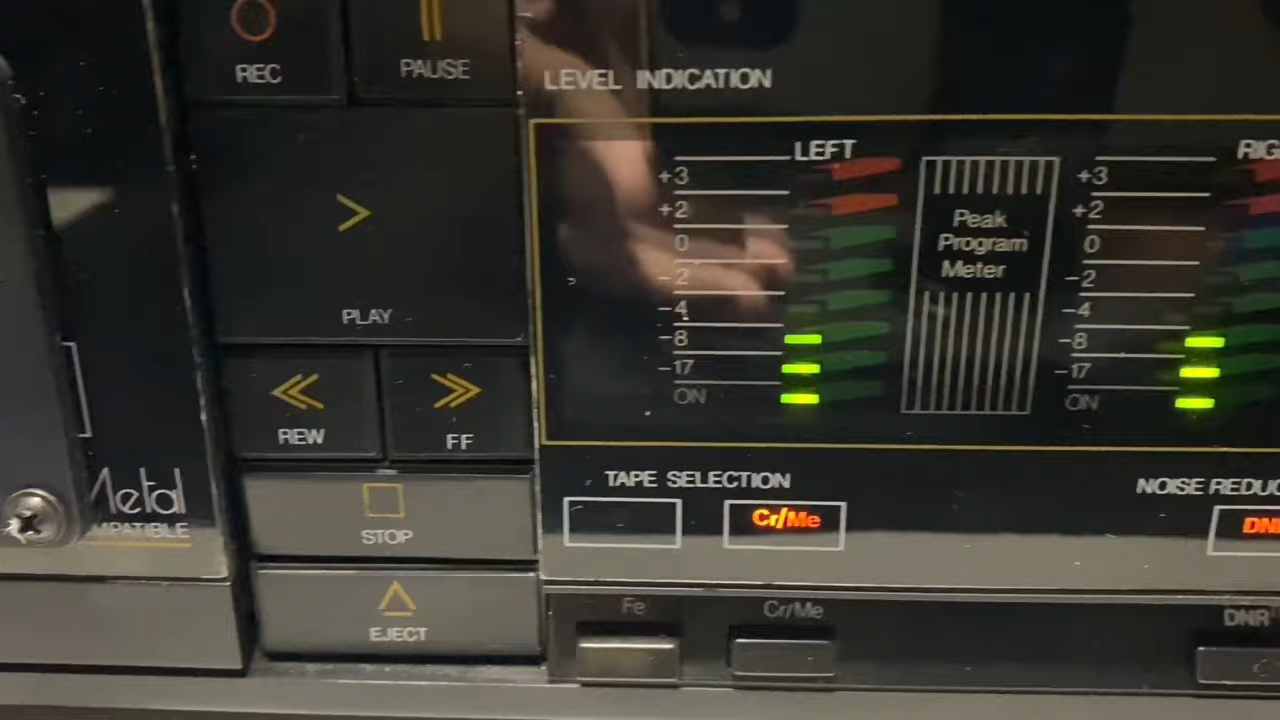 REC
PAUSE
LEVEL INDICATION
LEFT
+3
+2
0
-2
-4
-8
-17
ON
Peak
Program
Meter
+3
+2
0
-2
-4
-8
-17
ON
PLAY
REW
FF
STOP
EJECT
Metal
TAPE SELECTION
Cr/Me
Fe
Cr/Me
DNR